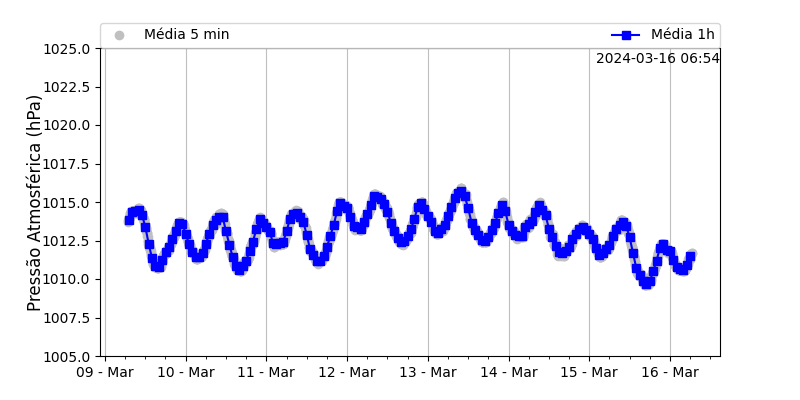 Média 5 min
Média 1h
2024-03-16 06:54
Pressão Atmosférica (hPa)
1025.0
1022.5
1020.0
1017.5
1015.0
1012.5
1010.0
1007.5
1005.0
09 - Mar
10 - Mar
11 - Mar
12 - Mar
13 - Mar
14 - Mar
15 - Mar
16 - Mar